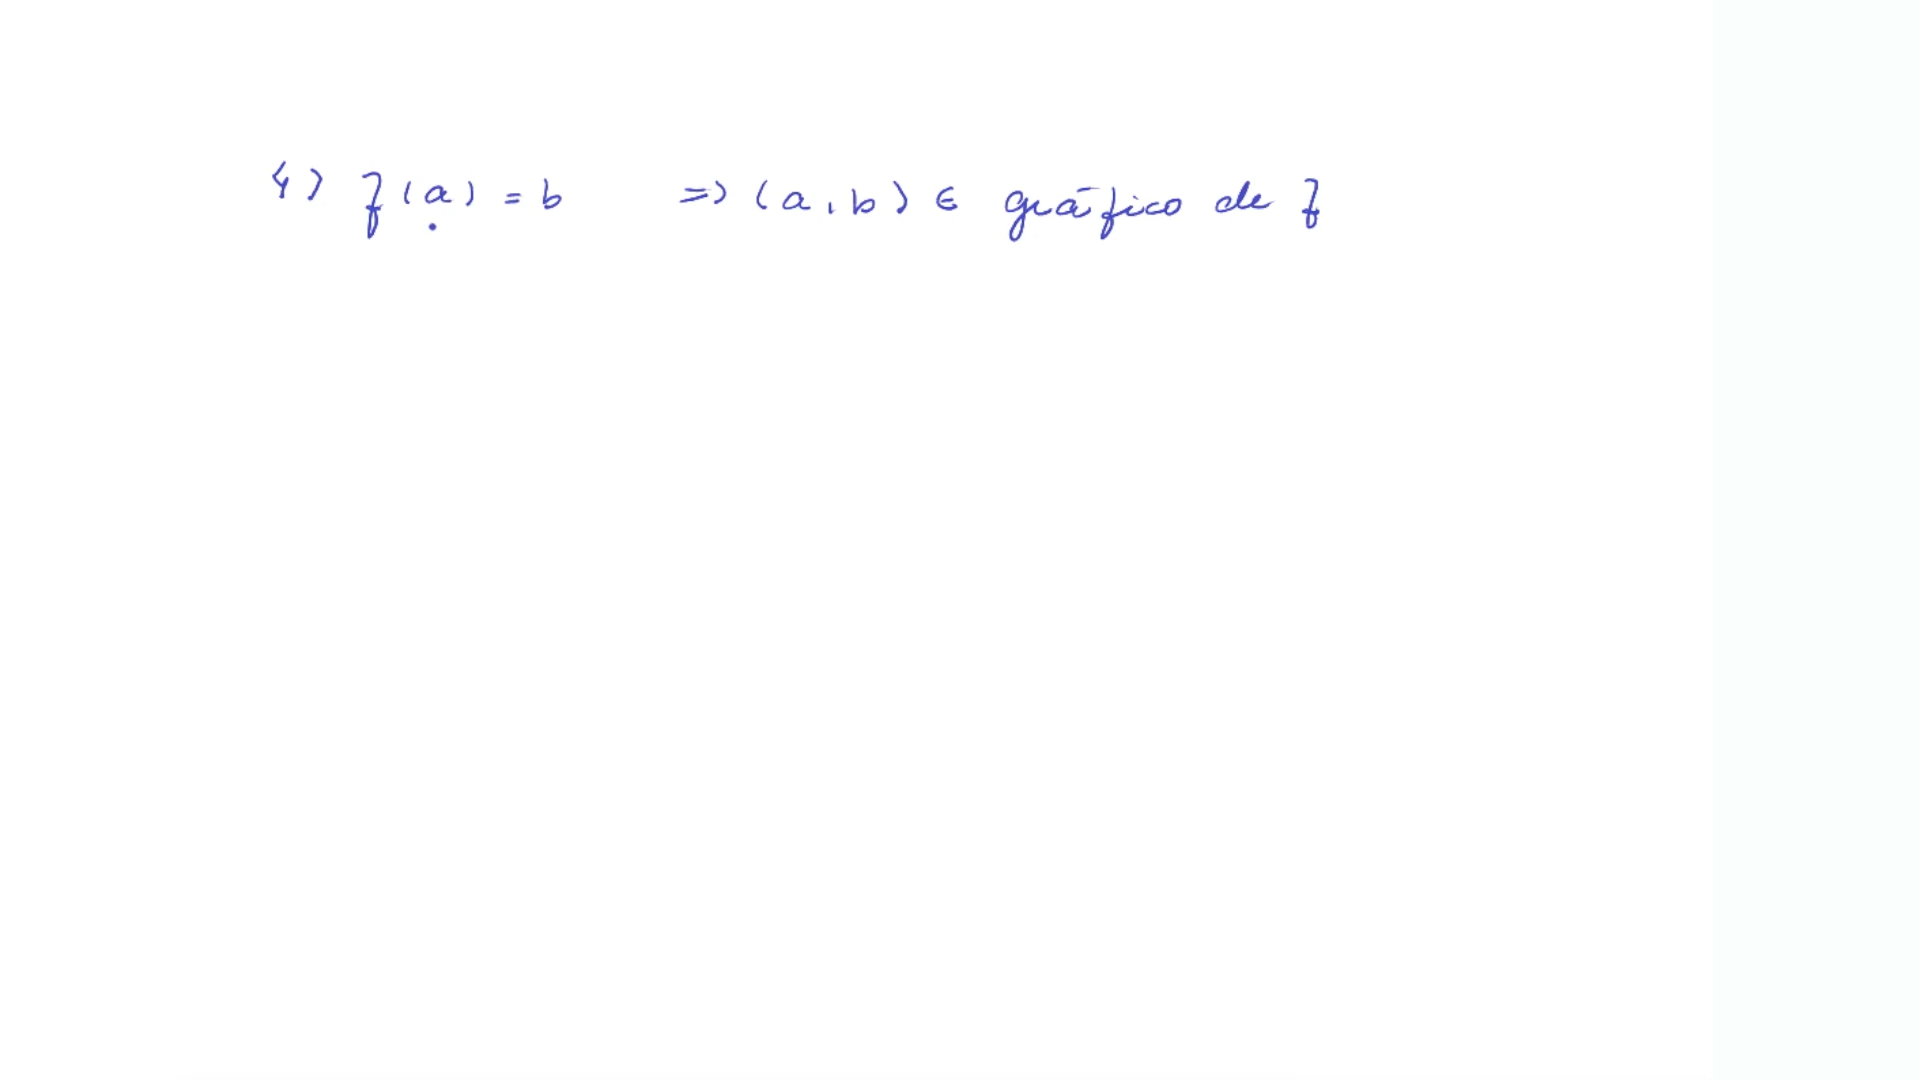 4) f(a) = b => (a, b) ∈ gráfico de f